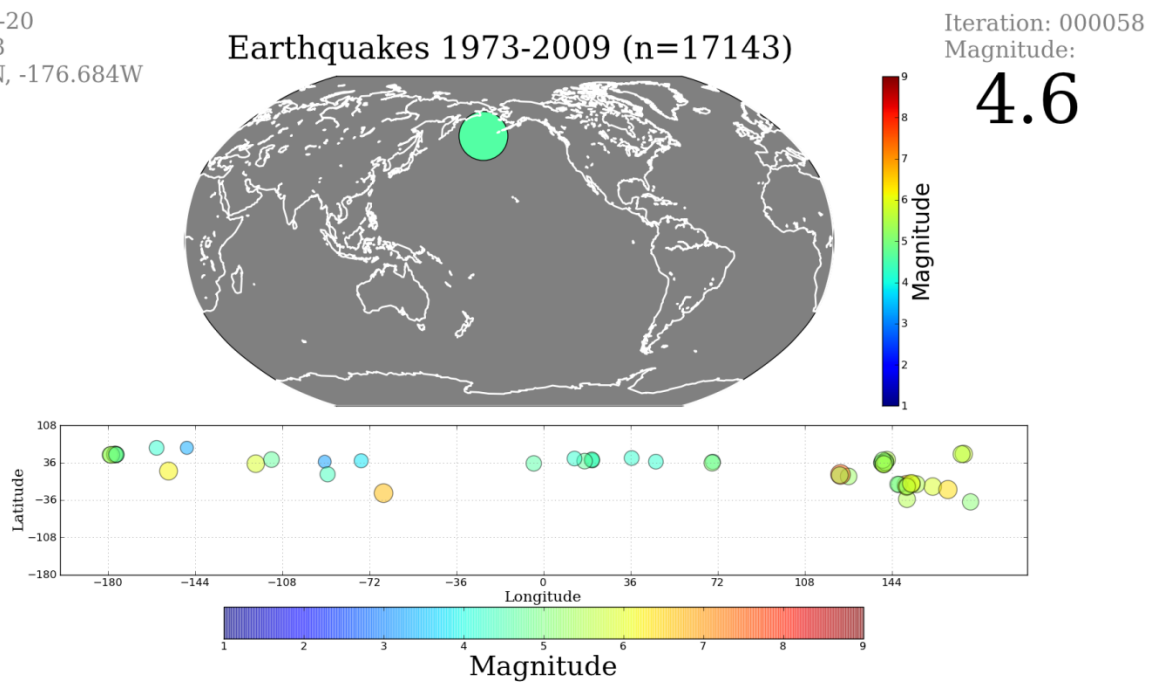 -20
Iteration: 000058
3
Magnitude:
, -176.684W
4.6
Earthquakes 1973-2009 (n=17143)
9
8
7
6
5
4
3
2
1
Magnitude
108
36
−36
−108
−180
Latitude
−180 −144 −108 −72 −36 0 36 72 108 144
Longitude
1 2 3 4 5 6 7 8 9
Magnitude